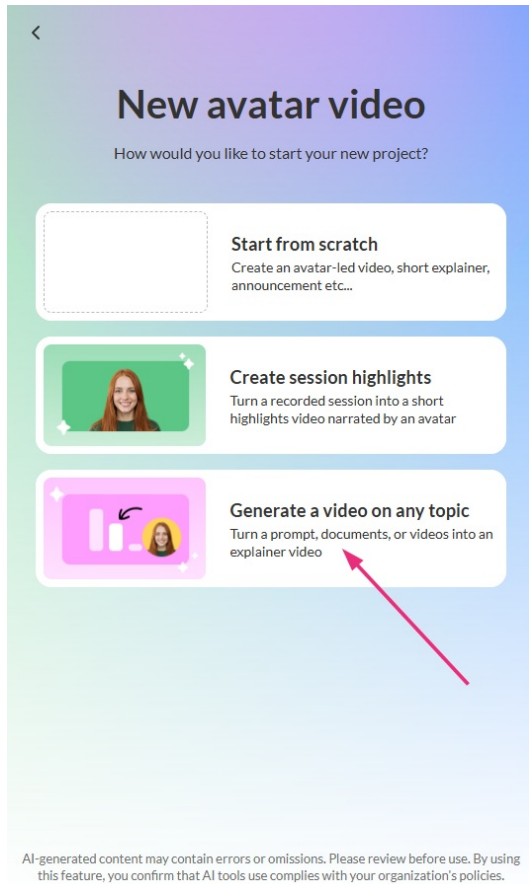 New avatar video
How would you like to start your new project?
Start from scratch
Create an avatar-led video, short explainer,
announcement etc...
Create session highlights
Turn a recorded session into a short
highlights video narrated by an avatar
Generate a video on any topic
Turn a prompt, documents, or videos into an
explainer video
AI-generated content may contain errors or omissions. Please review before use. By using
this feature, you confirm that AI tools use complies with your organization's policies.